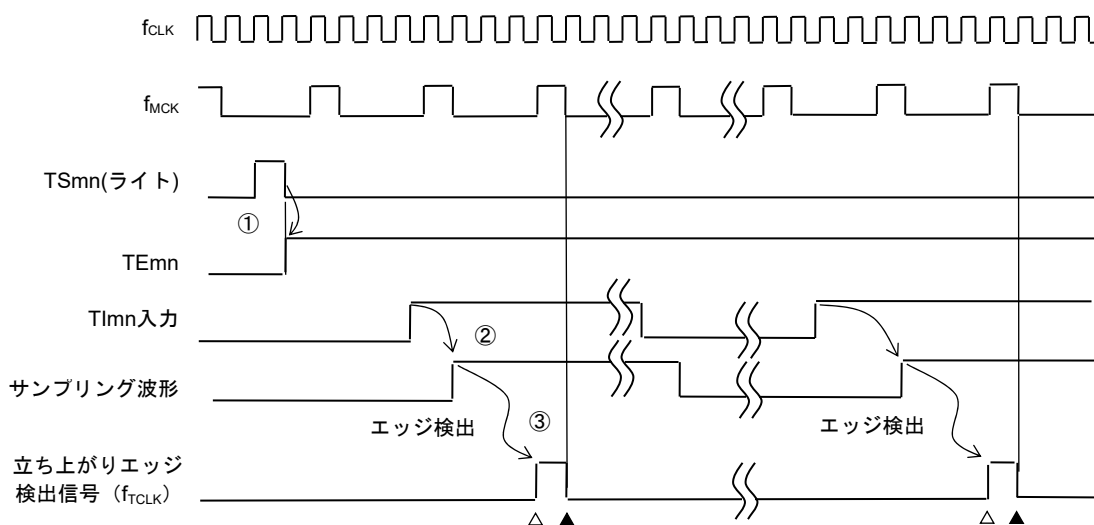 fCLK
fMCK
TSmn(ライト)
①
TEmn
TImn入力
②
サンプリング波形
エッジ検出
③
エッジ検出
立ち上がりエッジ
検出信号（fTCLK）
△ ▲ △ ▲